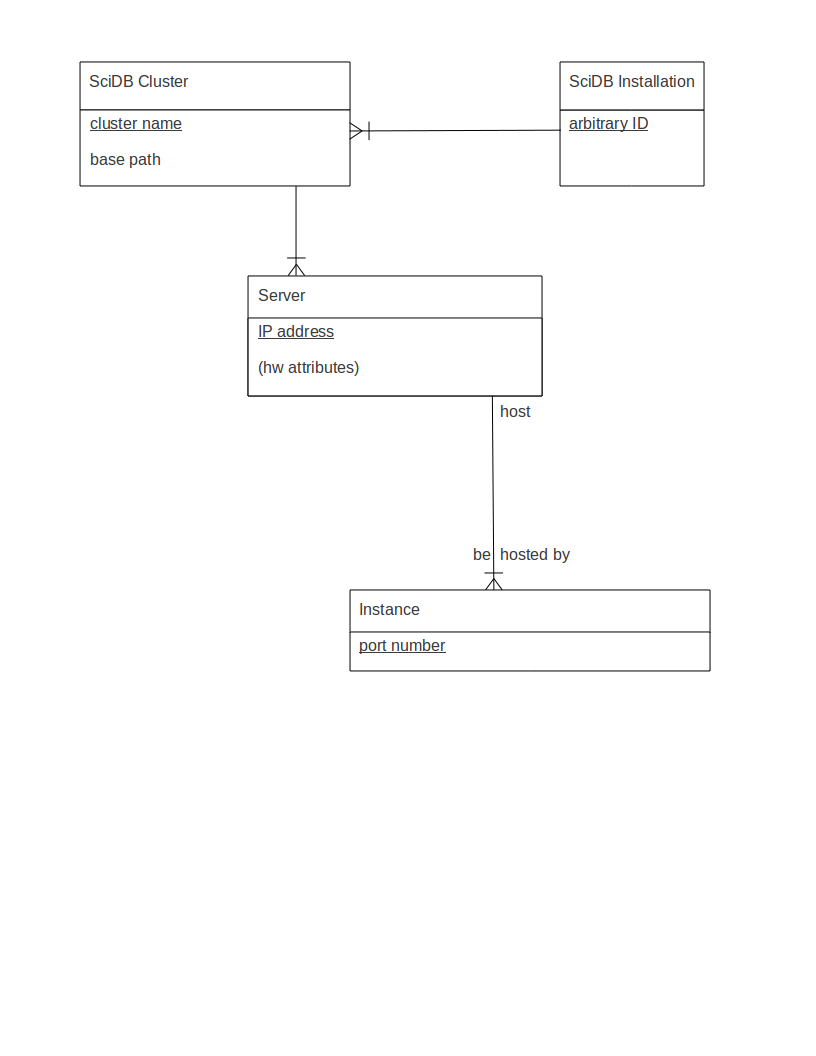 SciDB Cluster
cluster name
base path
SciDB Installation
arbitrary ID
Server
IP address
(hw attributes)
host
be hosted by
Instance
port number